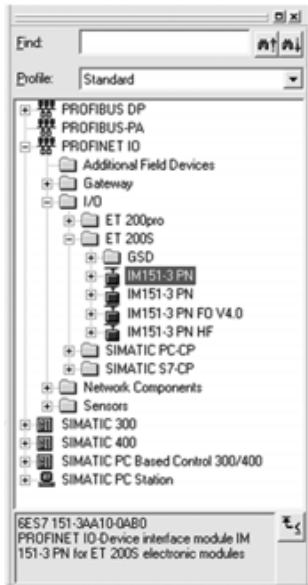 Find:
Profile: Standard
PROFIBUS DP
PROFIBUS-PA
PROFINET IO
Additional Field Devices
Gateway
I/O
ET 200pro
ET 200S
GSD
IM151-3 PN
IM151-3 PN
IM151-3 PN FO V4.0
IM151-3 PN HF
SIMATIC PC-CP
SIMATIC S7-CP
Network Components
Sensors
SIMATIC 300
SIMATIC 400
SIMATIC PC Based Control 300/400
SIMATIC PC Station
6ES7 151-3AA10-0AB0
PROFINET IO-Device interface module IM
151-3 PN for ET 200S electronic modules